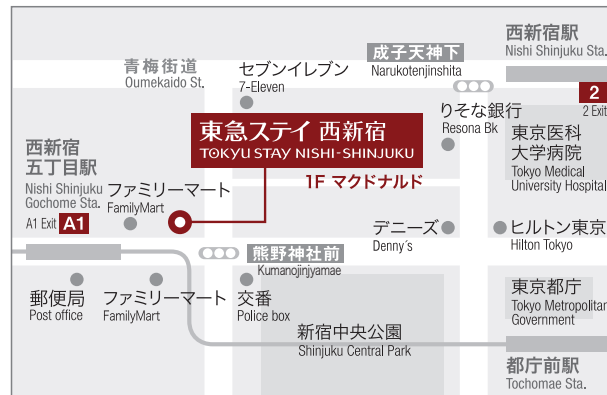 西新宿駅
Nishi Shinjuku Sta.
2
2 Exit
成子天神下
Narukotenjinshita
青梅街道
Oumekaido St.
セブンイレブン
7-Eleven
りそな銀行
Resona Bk
東京医科
大学病院
Tokyo Medical
University Hospital
東急ステイ 西新宿
TOKYU STAY NISHI-SHINJUKU
1F マクドナルド
西新宿
五丁目駅
Nishi Shinjuku
Gochome Sta.
A1 Exit A1
ファミリーマート
FamilyMart
デニーズ
Denny's
ヒルトン東京
Hilton Tokyo
熊野神社前
Kumanojinjyamae
郵便局
Post office
ファミリーマート
FamilyMart
交番
Police box
新宿中央公園
Shinjuku Central Park
東京都庁
Tokyo Metropolitan
Government
都庁前駅
Tochomae Sta.